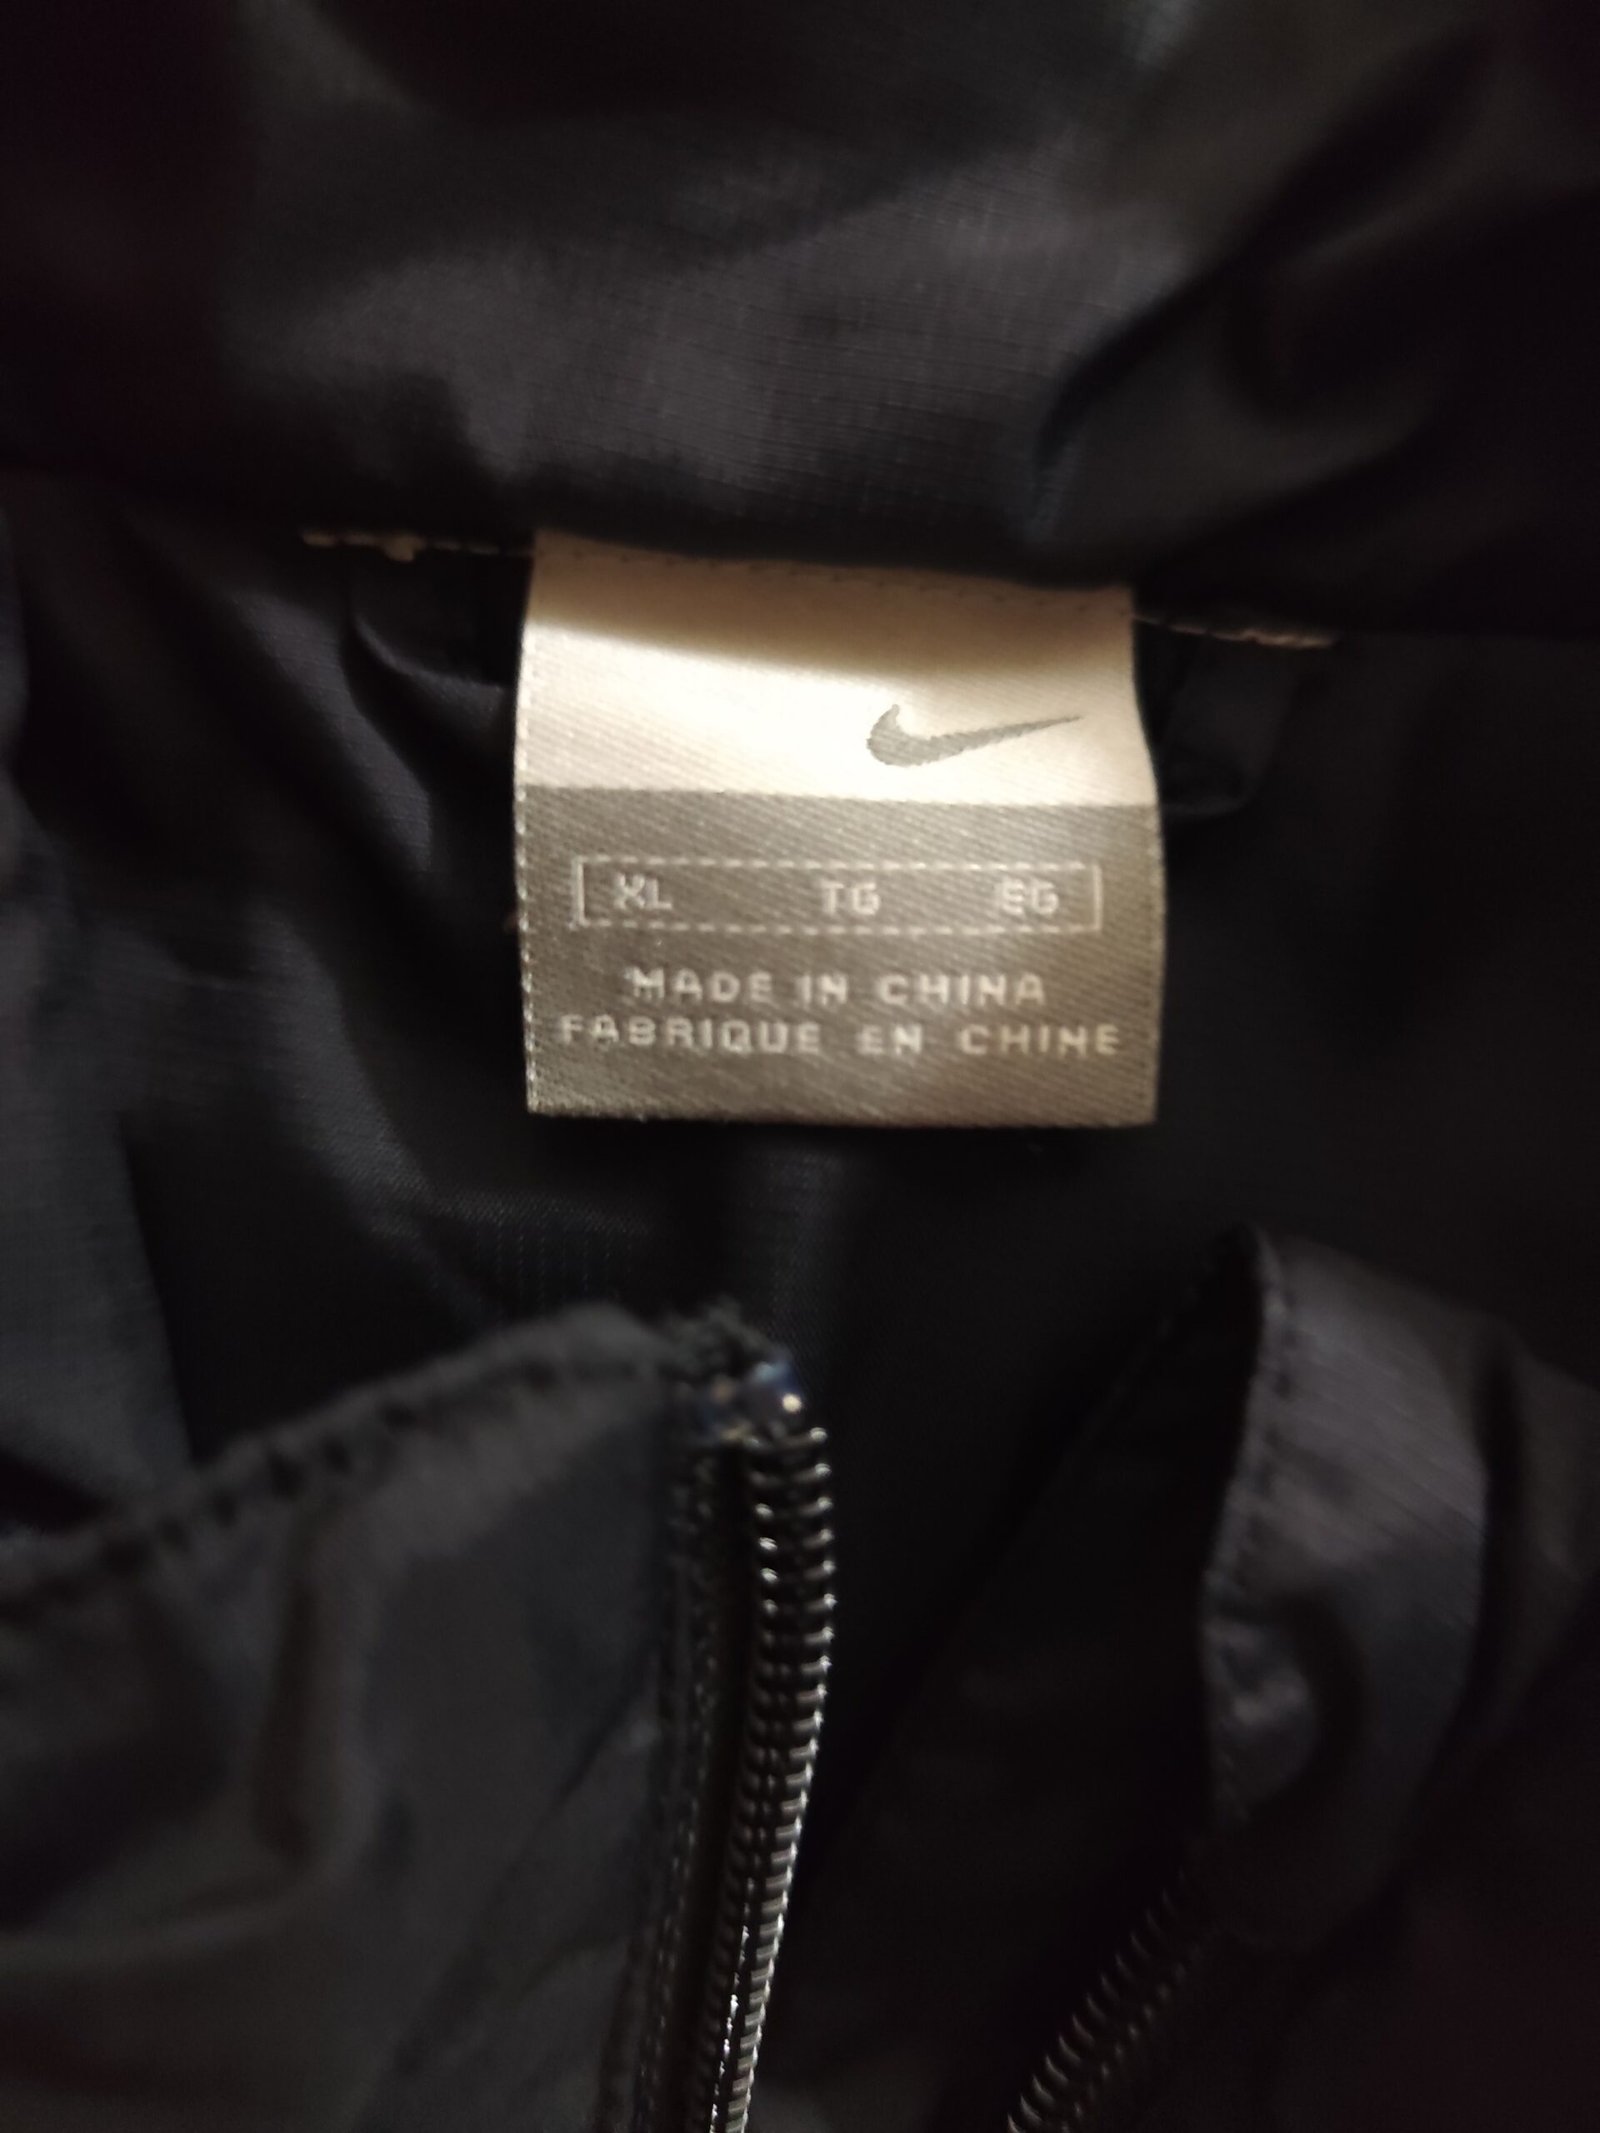 XL TG EG
MADE IN CHINA
FABRIQUE EN CHINE